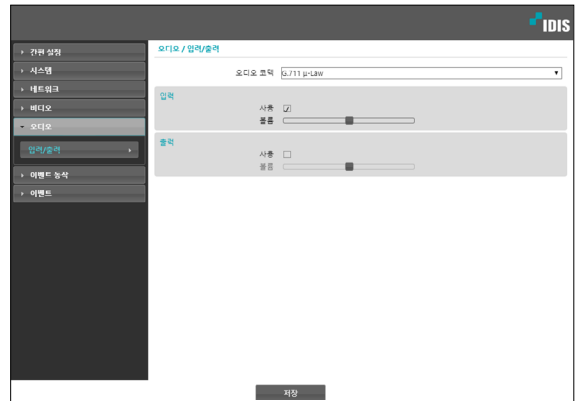 IDIS
간편 설정
시스템
네트워크
비디오
오디오
입력/출력
이벤트 동작
이벤트
오디오 / 입력/출력
오디오 코덱 G.711 μ-Law
입력
사용
볼륨
출력
사용
볼륨
저장